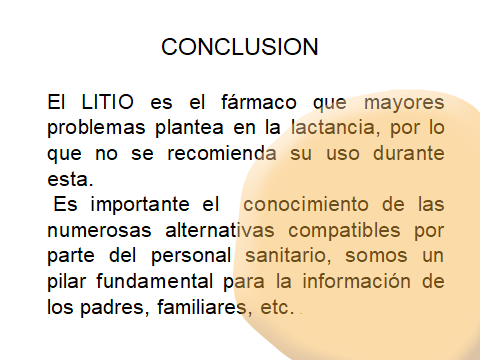 CONCLUSION
El LITIO es el fármaco que mayores
problemas plantea en la lactancia, por lo
que no se recomienda su uso durante
esta.
Es importante el conocimiento de las
numerosas alternativas compatibles por
parte del personal sanitario, somos un
pilar fundamental para la información de
los padres, familiares, etc.